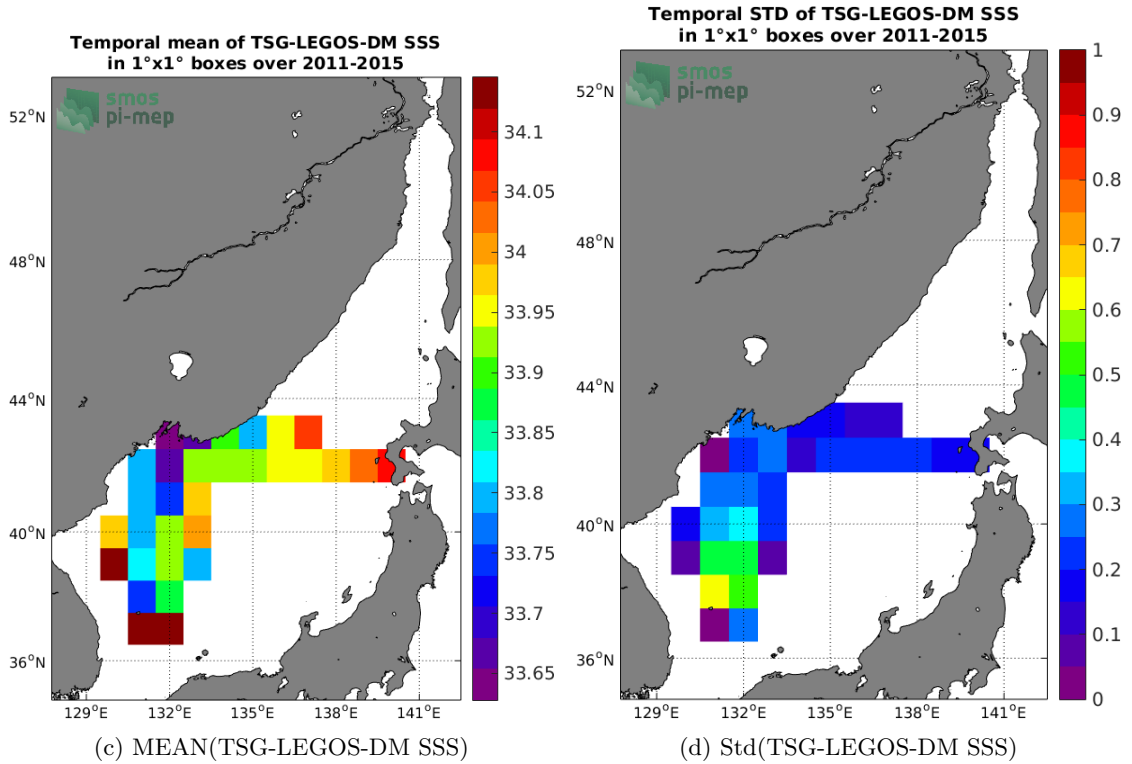 Temporal mean of TSG-LEGOS-DM SSS
in 1°x1° boxes over 2011-2015
smos
pi-mep
52°N
48°N
44°N
40°N
36°N
129°E
132°E
135°E
138°E
141°E
34.1
34.05
34
33.95
33.9
33.85
33.8
33.75
33.7
33.65
(c) MEAN(TSG-LEGOS-DM SSS)
Temporal STD of TSG-LEGOS-DM SSS
in 1°x1° boxes over 2011-2015
smos
pi-mep
52°N
48°N
44°N
40°N
36°N
129°E
132°E
135°E
138°E
141°E
1
0.9
0.8
0.7
0.6
0.5
0.4
0.3
0.2
0.1
0
(d) Std(TSG-LEGOS-DM SSS)